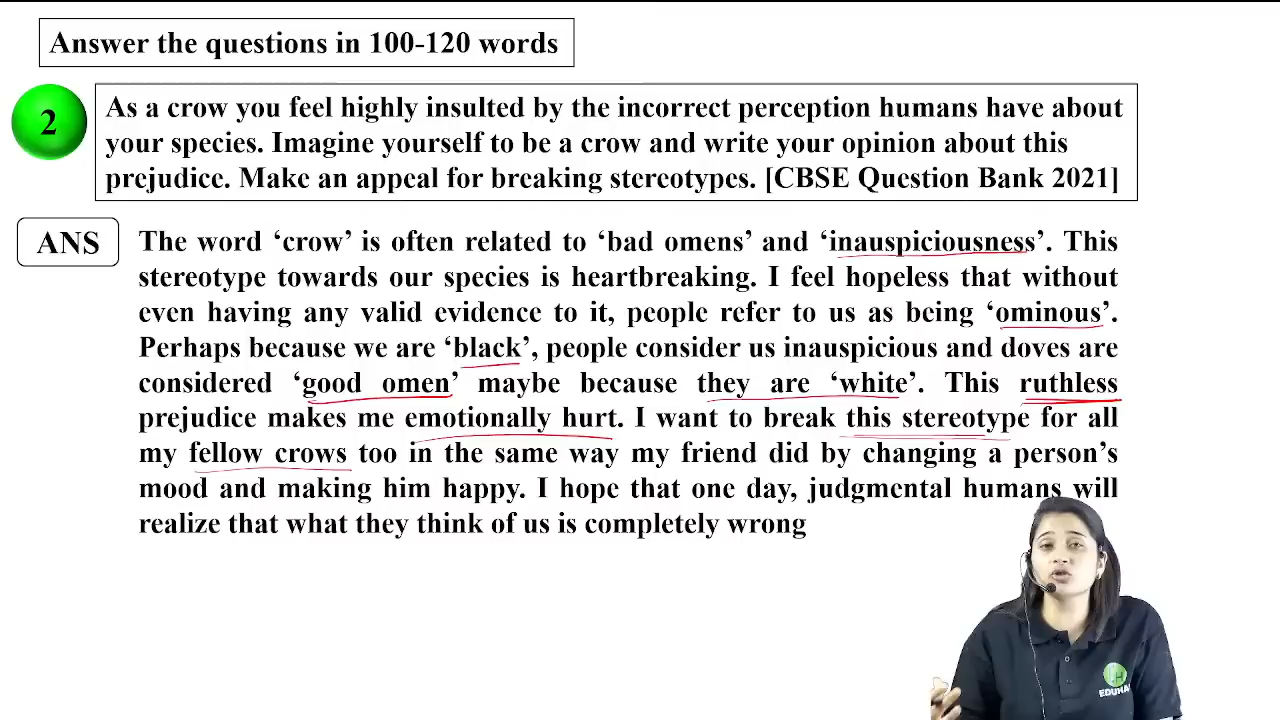 Answer the questions in 100-120 words
2
As a crow you feel highly insulted by the incorrect perception humans have about
your species. Imagine yourself to be a crow and write your opinion about this
prejudice. Make an appeal for breaking stereotypes. [CBSE Question Bank 2021]
ANS
The word ‘crow’ is often related to ‘bad omens’ and ‘inauspiciousness’. This
stereotype towards our species is heartbreaking. I feel hopeless that without
even having any valid evidence to it, people refer to us as being ‘ominous’.
Perhaps because we are ‘black’, people consider us inauspicious and doves are
considered ‘good omen’ maybe because they are ‘white’. This ruthless
prejudice makes me emotionally hurt. I want to break this stereotype for all
my fellow crows too in the same way my friend did by changing a person’s
mood and making him happy. I hope that one day, judgmental humans will
realize that what they think of us is completely wrong